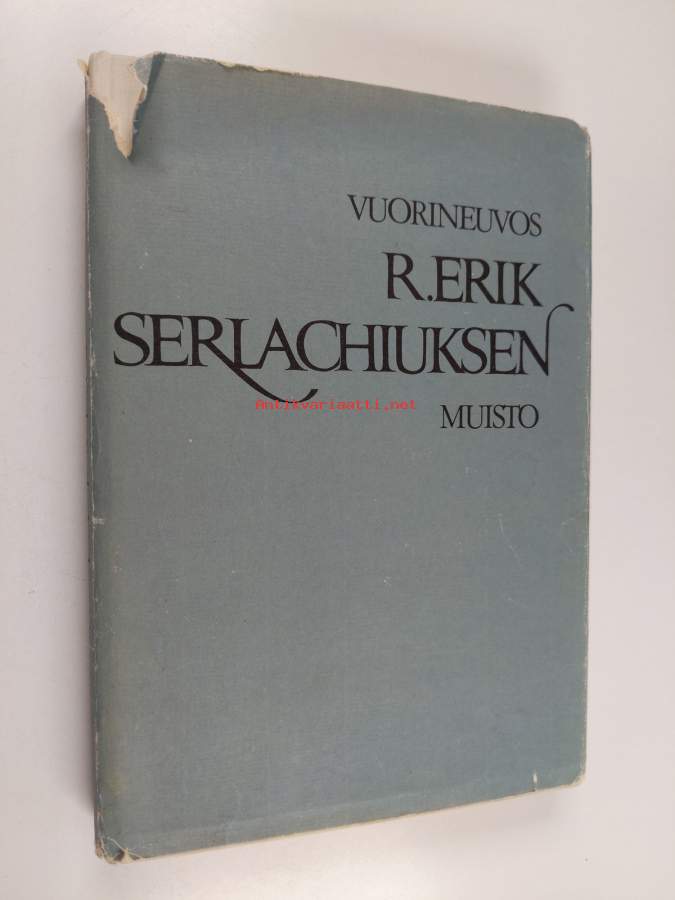 VUORINEUVOS
R.ERIK
SERLACHIUKSEN
Antikvariaatti.net
MUISTO